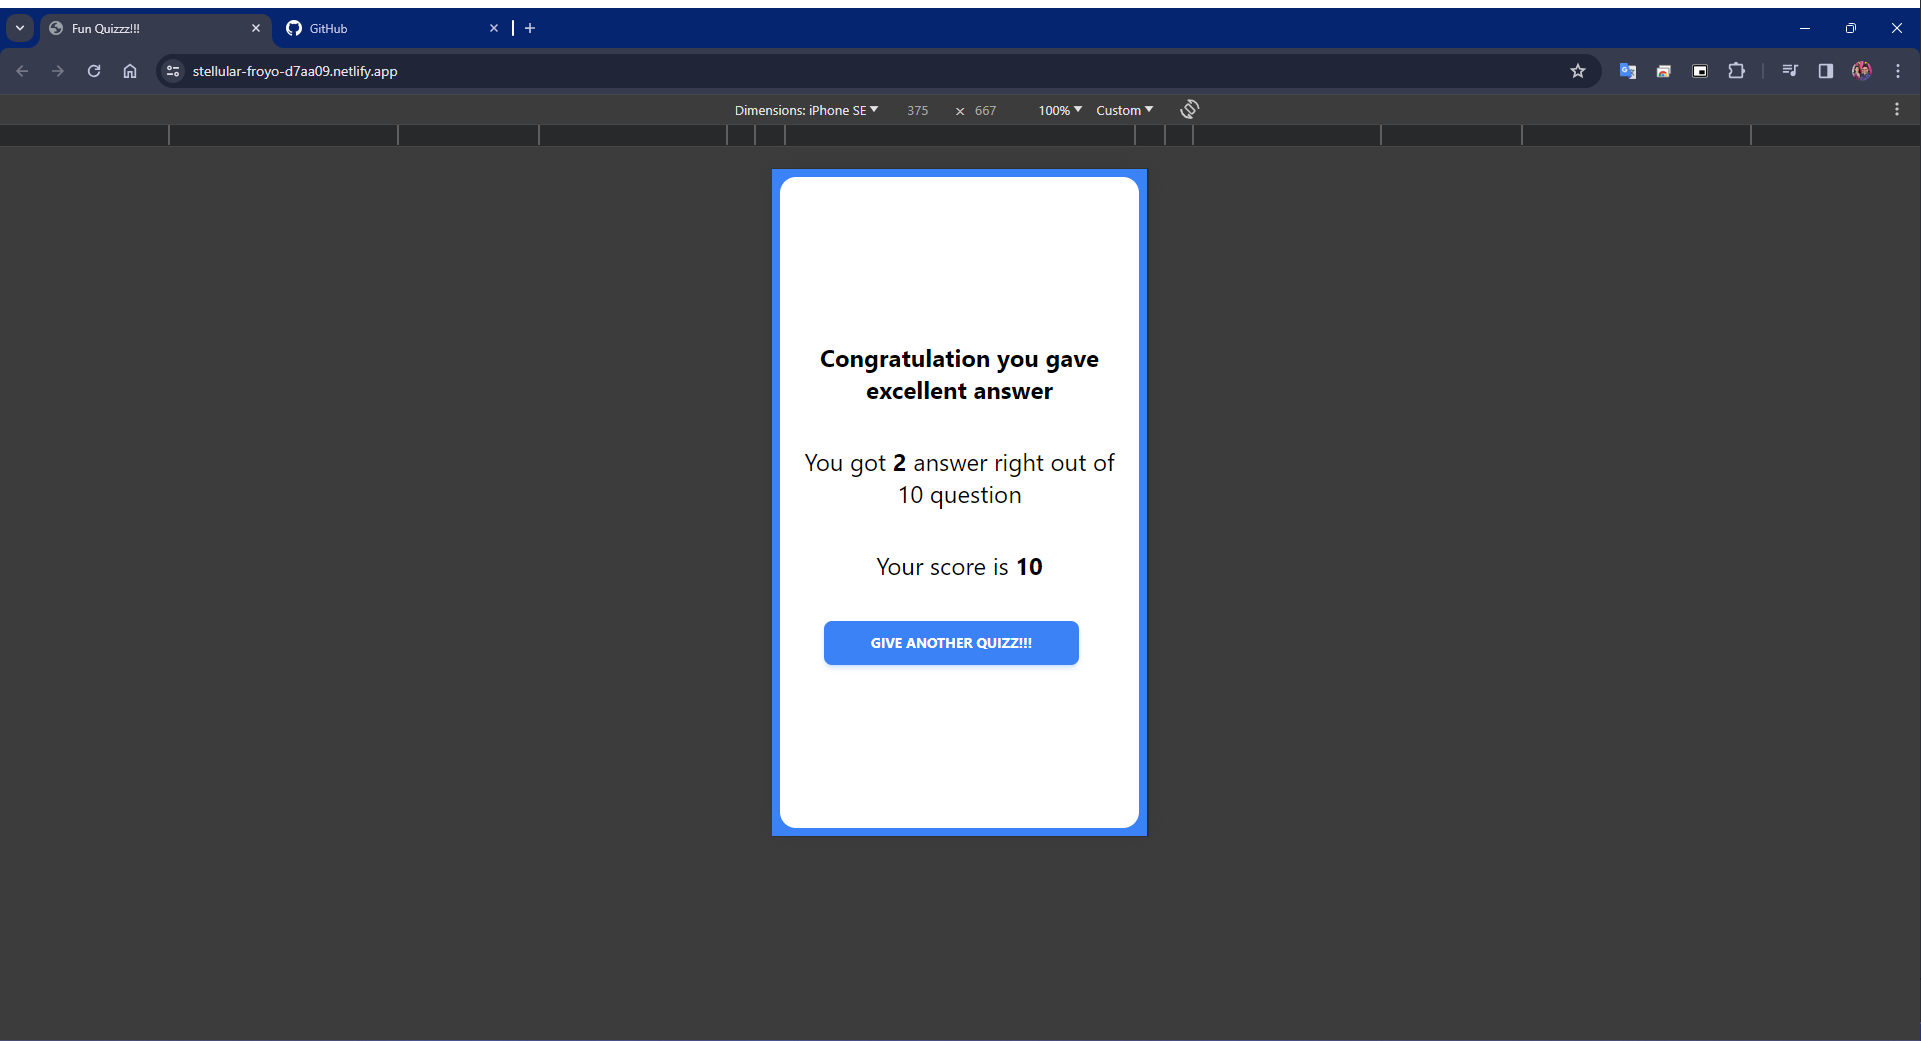 Fun Quizzz!!!
GitHub
stellular-froyo-d7aa09.netlify.app
Dimensions: iPhone SE 375 × 667 100% Custom
Congratulation you gave
excellent answer
You got 2 answer right out of
10 question
Your score is 10
GIVE ANOTHER QUIZZ!!!